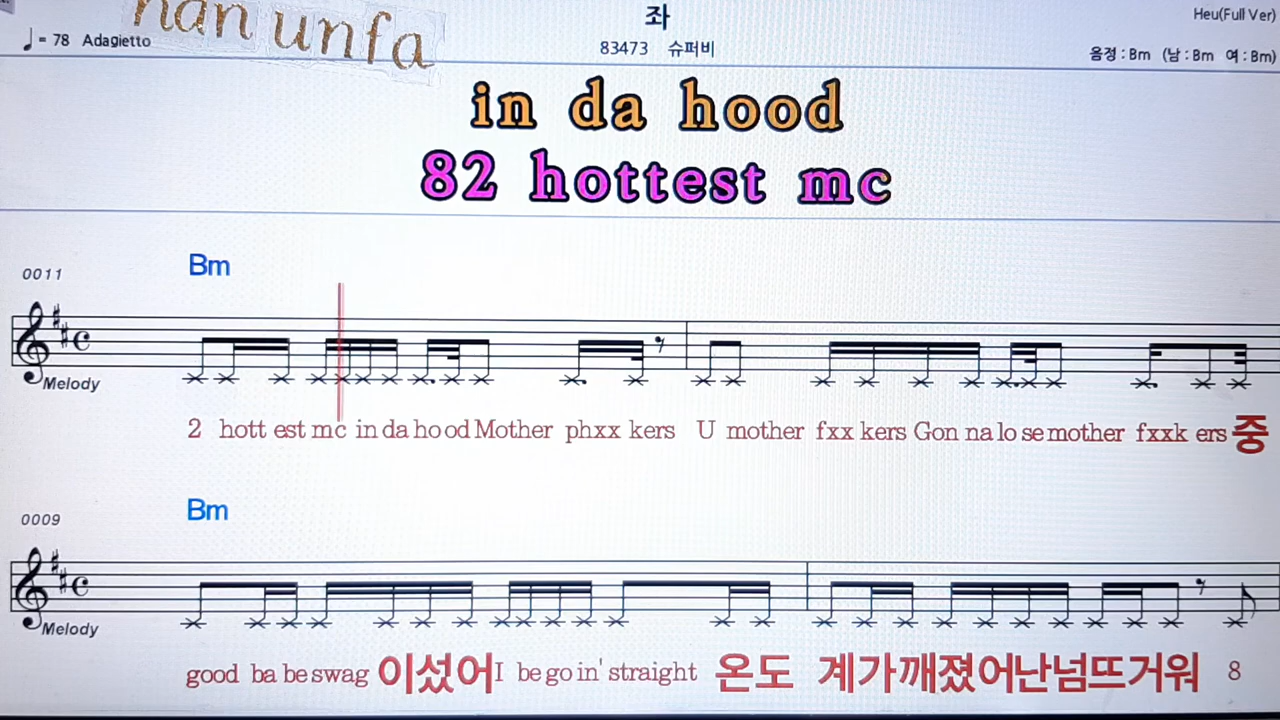 nan unfa
좌
Heu(Full Ver)
♩ = 78 Adagietto
83473 슈퍼비
음정 : Bm (남 : Bm 여 : Bm)
in da hood
82 hottest mc
Bm
0011
Melody
2 hott est mc in da hood Mother phxx kers U mother fxx kers Gon na lo se mother fxxk ers 중
Bm
0009
Melody
good ba be swag 이섰어 I be go in' straight 온도 계가깨졌어난넘뜨거워 8